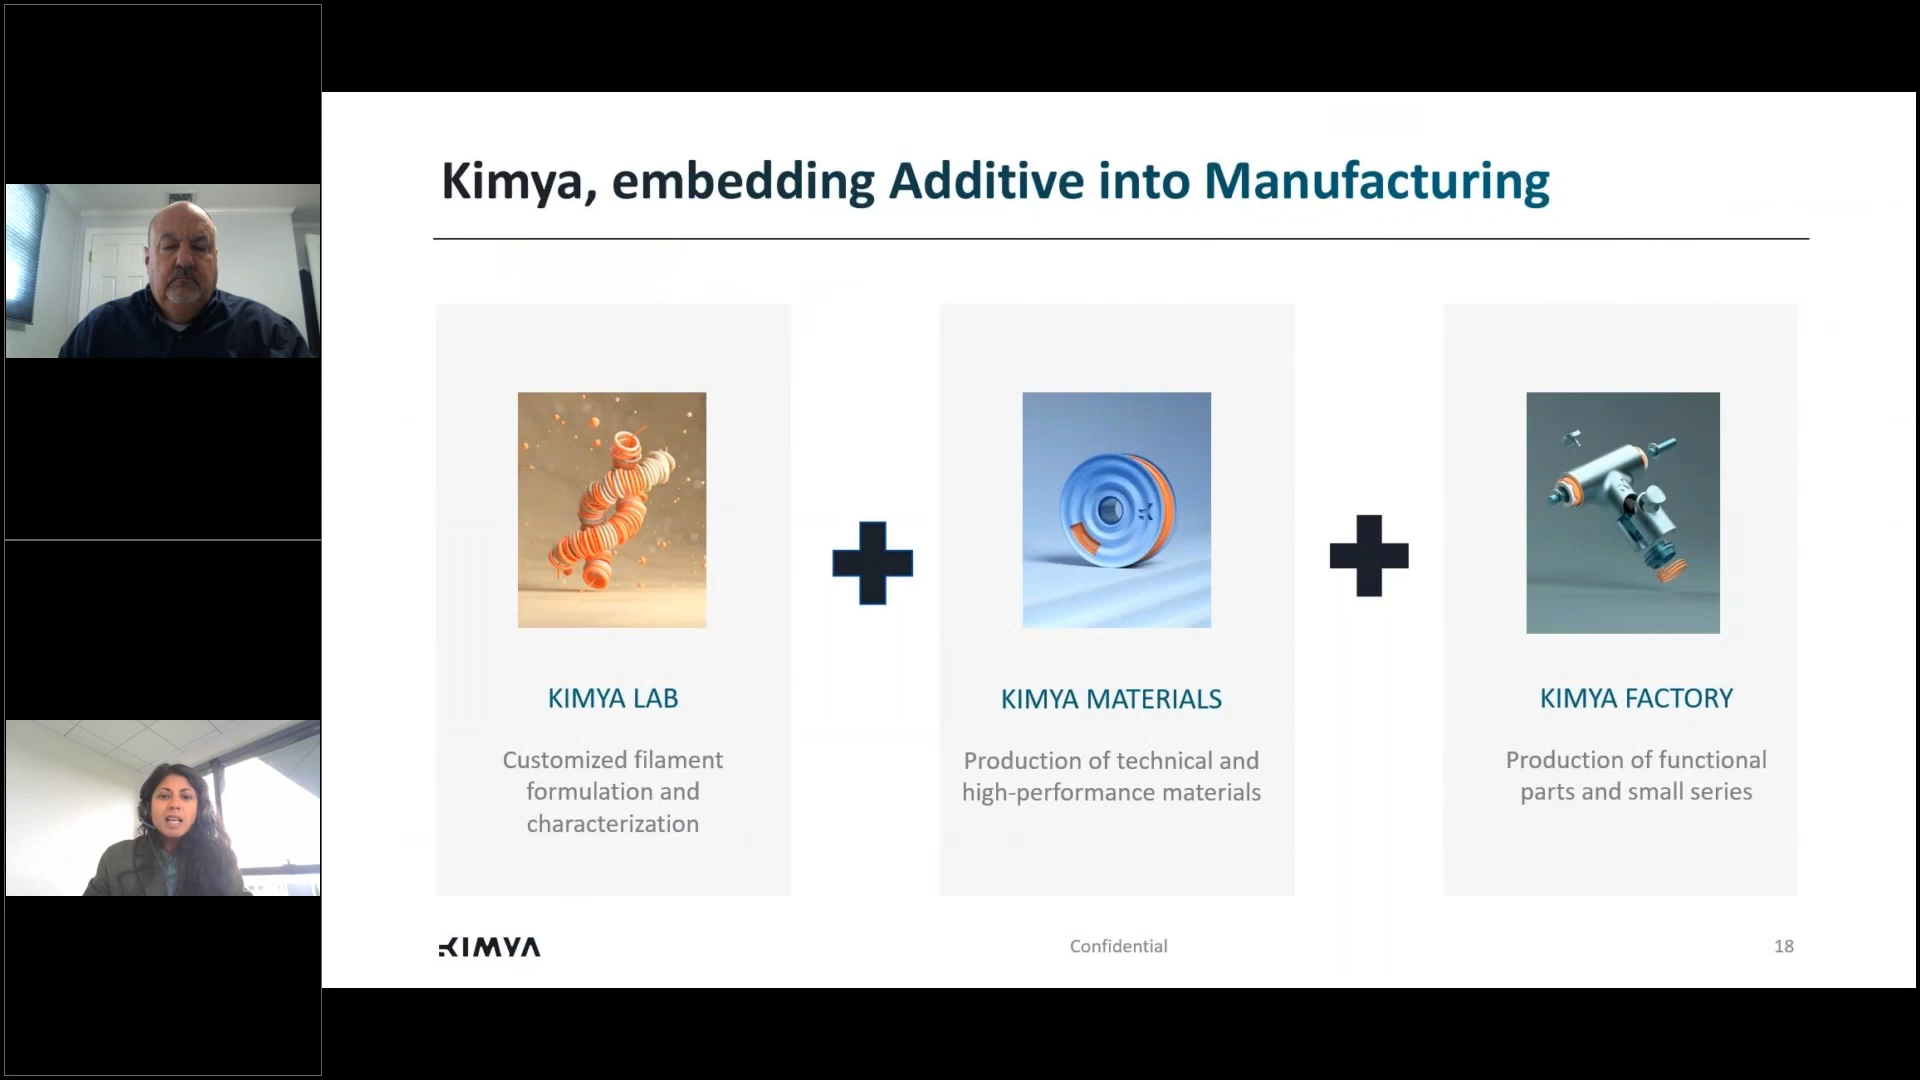 Kimya, embedding Additive into Manufacturing
KIMYA LAB
Customized filament
formulation and
characterization
KIMYA MATERIALS
Production of technical and
high-performance materials
KIMYA FACTORY
Production of functional
parts and small series
KIMYA
Confidential
18